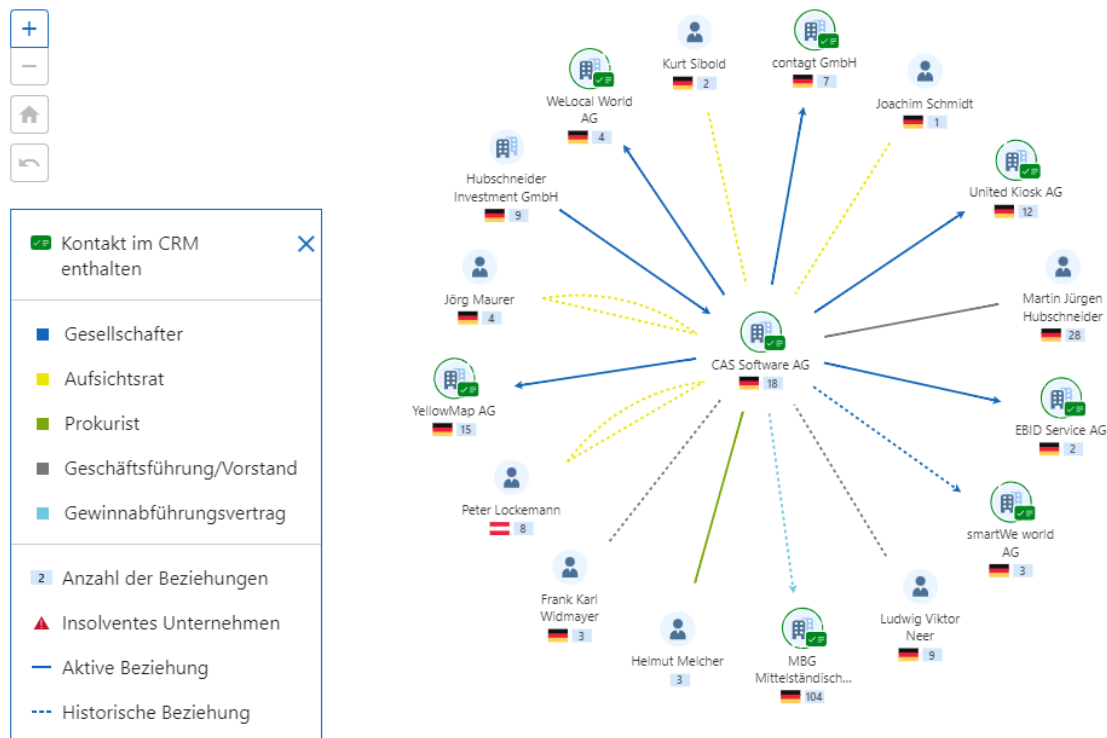 +
−
Kontakt im CRM
enthalten
Gesellschafter
Aufsichtsrat
Prokurist
Geschäftsführung/Vorstand
Gewinnabführungsvertrag
2 Anzahl der Beziehungen
Insolventes Unternehmen
Aktive Beziehung
Historische Beziehung
Kurt Sibold
2
contagt GmbH
7
WeLocal World
AG
4
Joachim Schmidt
1
Hubschneider
Investment GmbH
9
United Kiosk AG
12
Jörg Maurer
4
Martin Jürgen
Hubschneider
28
CAS Software AG
18
YellowMap AG
15
EBID Service AG
2
Peter Lockemann
8
smartWe world
AG
3
Frank Karl
Widmayer
3
Helmut Melcher
3
MBG
Mittelständisch...
104
Ludwig Viktor
Neer
9